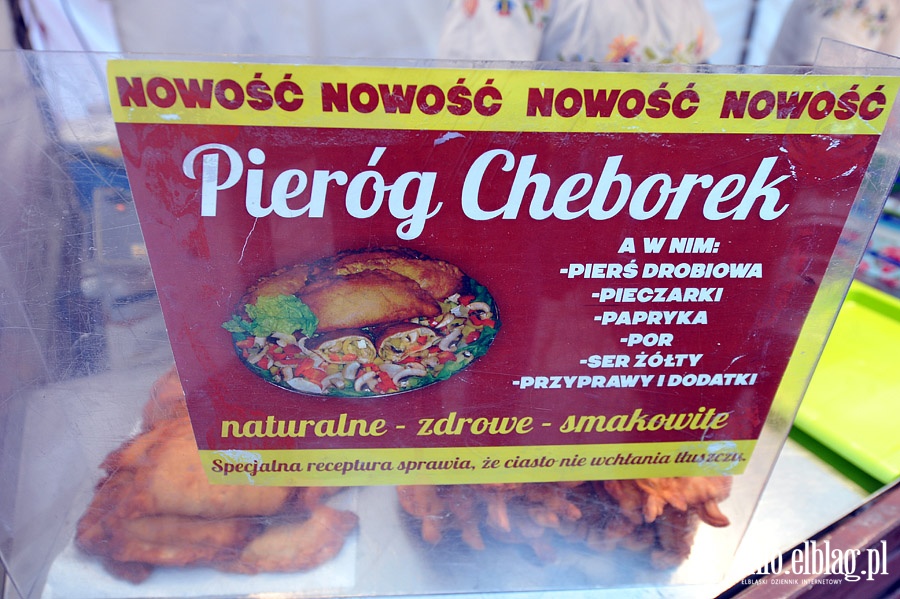 NOWOŚĆ NOWOŚĆ NOWOŚĆ NOWOŚĆ
Pieróg Cheborek
A W NIM:
-PIERŚ DROBIOWA
-PIECZARKI
-PAPRYKA
-POR
-SER ŻÓŁTY
-PRZYPRAWY I DODATKI
naturalne - zdrowe - smakowite
Specjalna receptura sprawia, że ciasto nie wchłania tłuszczu.
.elblag.pl
ELBLĄSKI DZIENNIK INTERNETOWY